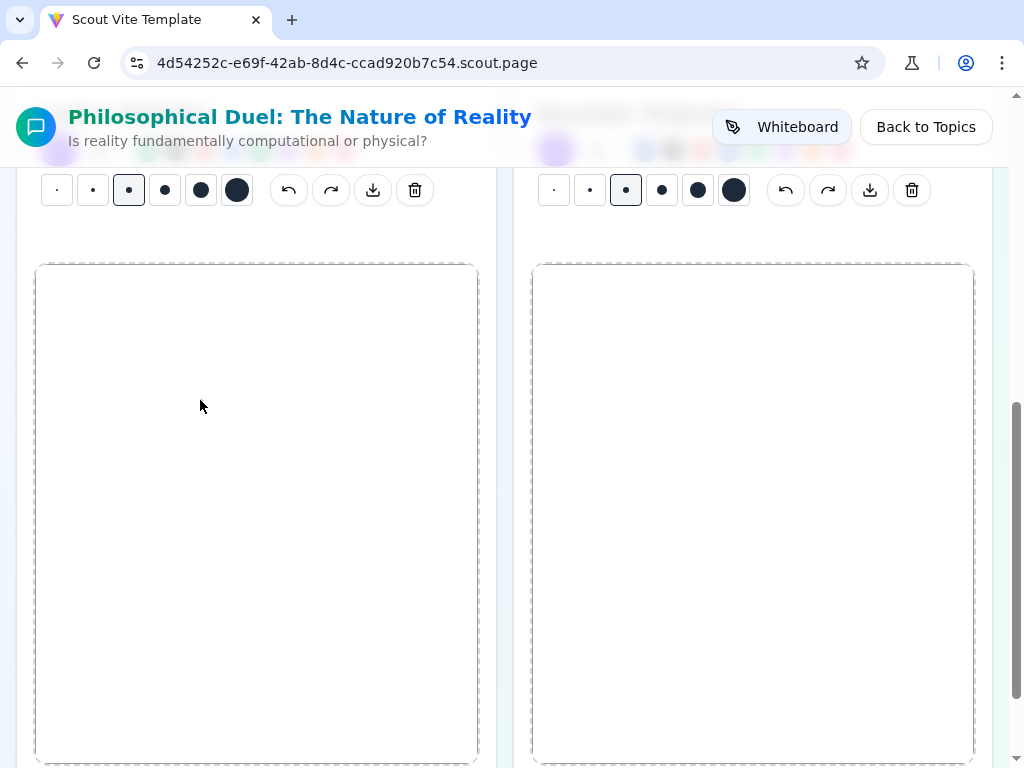 Scout Vite Template
4d54252c-e69f-42ab-8d4c-ccad920b7c54.scout.page
Philosophical Duel: The Nature of Reality
Is reality fundamentally computational or physical?
Whiteboard
Back to Topics